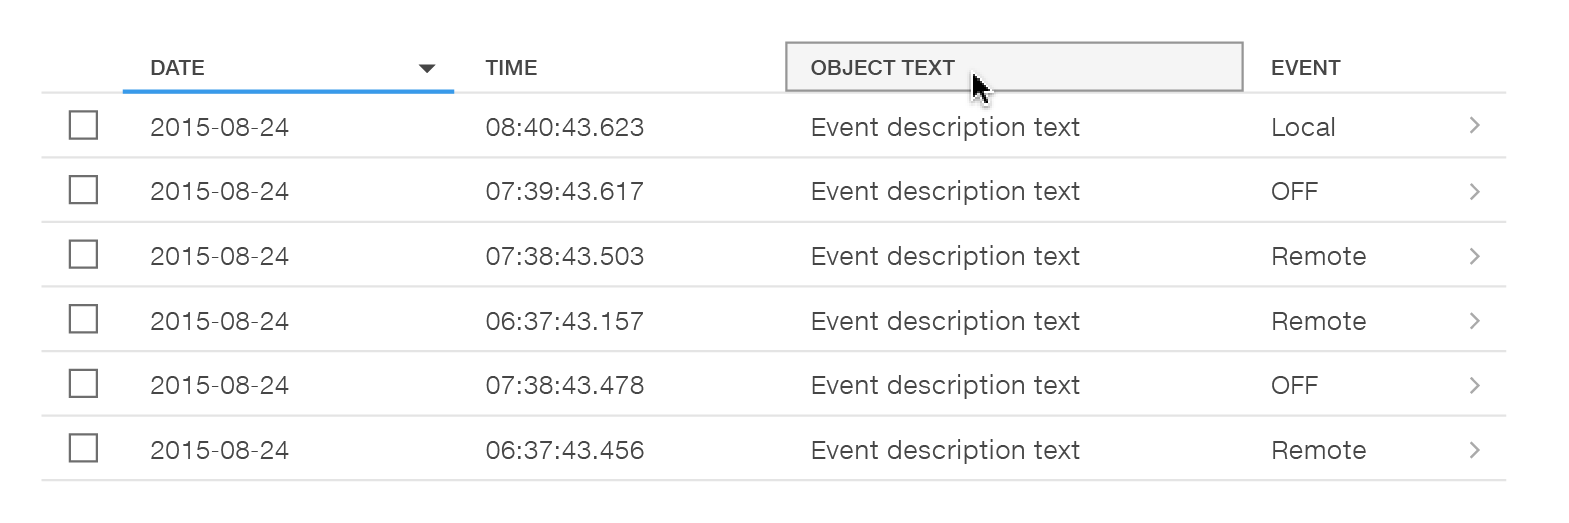 DATE TIME OBJECT TEXT EVENT
2015-08-24 08:40:43.623 Event description text Local
2015-08-24 07:39:43.617 Event description text OFF
2015-08-24 07:38:43.503 Event description text Remote
2015-08-24 06:37:43.157 Event description text Remote
2015-08-24 07:38:43.478 Event description text OFF
2015-08-24 06:37:43.456 Event description text Remote